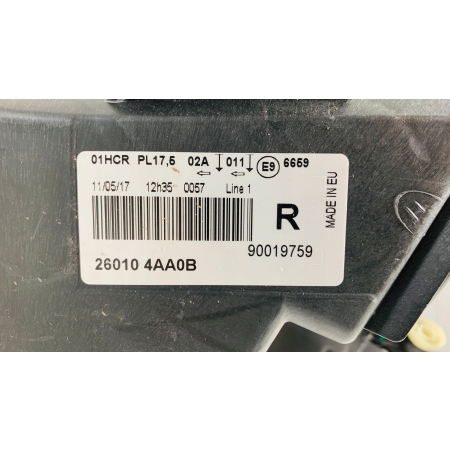 01HCR PL17,5 02A ↓ 011 ↓ E9 6659
← ←
11/05/17 12h35 0057 Line 1
R
90019759
26010 4AA0B
MADE IN EU